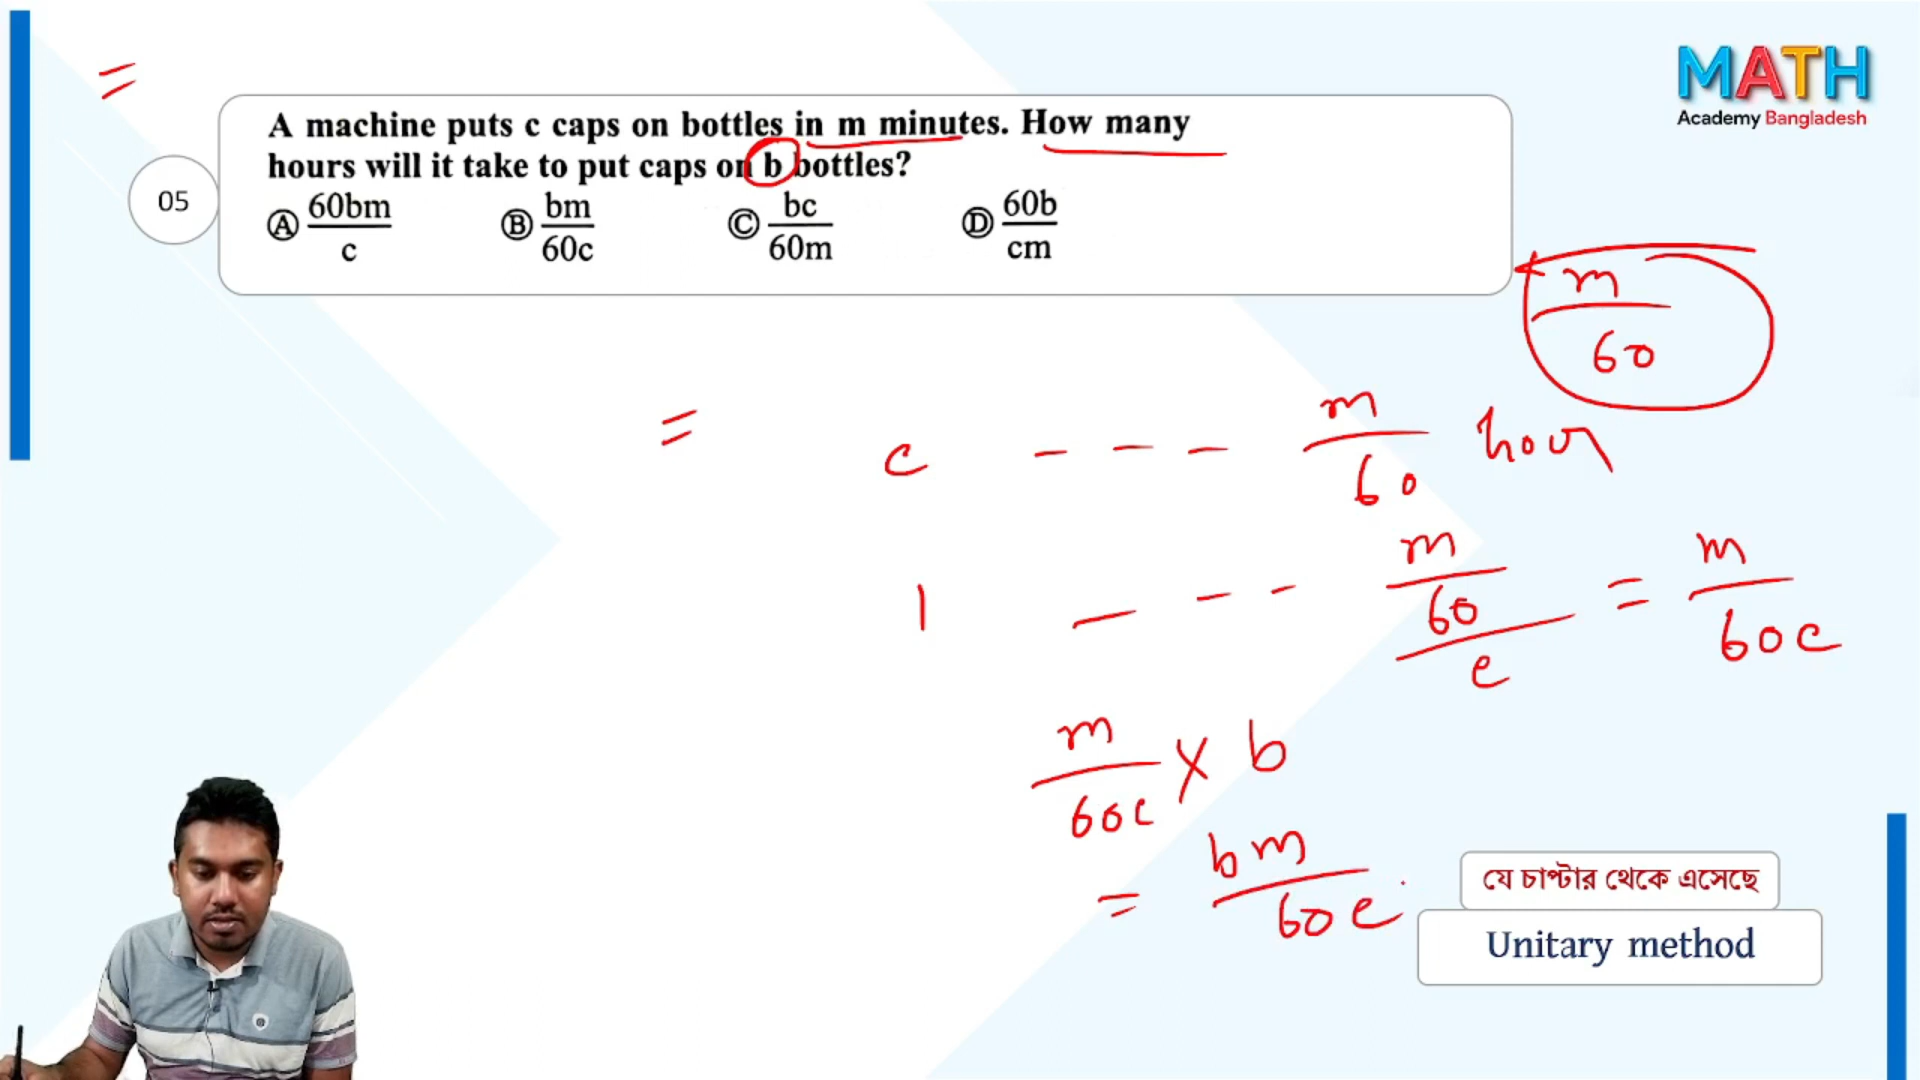 =
MATH
Academy Bangladesh
05
A machine puts c caps on bottles in m minutes. How many
hours will it take to put caps on b bottles?
Ⓐ 60bm/c Ⓑ bm/60c Ⓒ bc/60m Ⓓ 60b/cm
m/60
= c - - - m/60 hour
1 - - - m/60/c = m/60c
m/60c × b
= bm/60c
যে চাপ্টার থেকে এসেছে
Unitary method